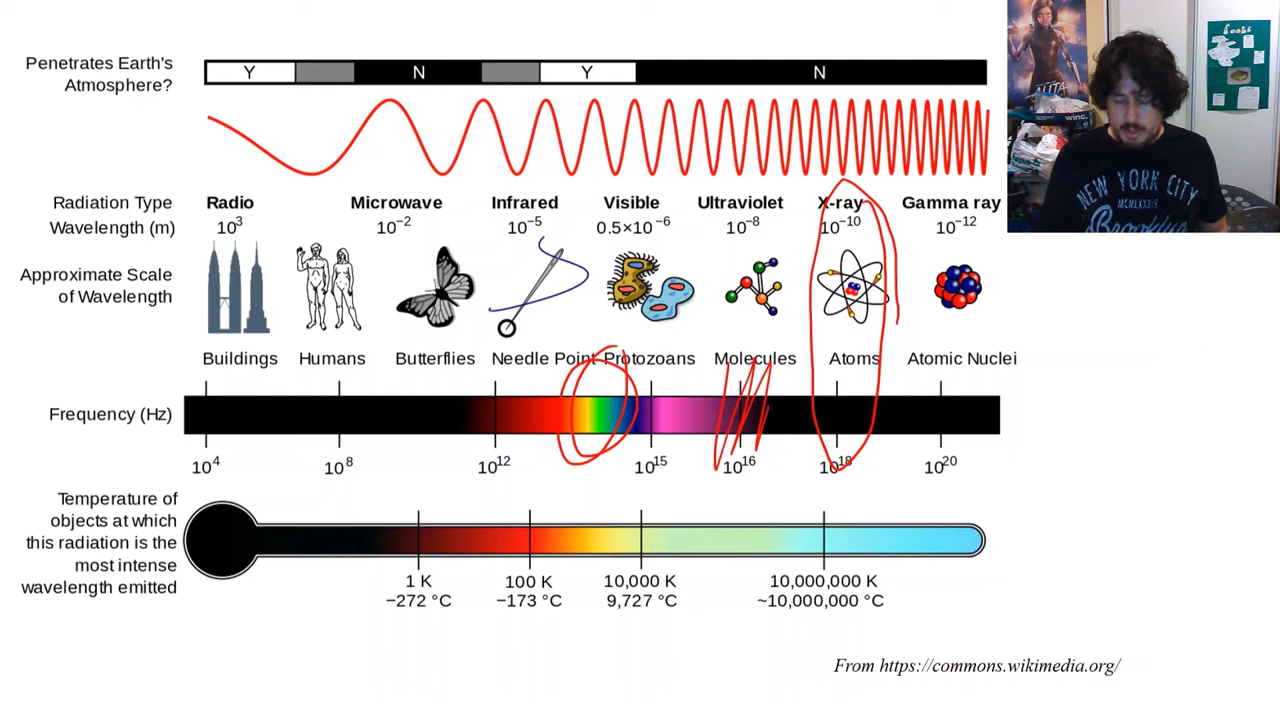 Penetrates Earth's
Atmosphere?
Y N Y N
Radiation Type Radio Microwave Infrared Visible Ultraviolet X-ray Gamma ray
Wavelength (m) 10³ 10⁻² 10⁻⁵ 0.5×10⁻⁶ 10⁻⁸ 10⁻¹⁰ 10⁻¹²
Approximate Scale
of Wavelength
Buildings Humans Butterflies Needle Point Protozoans Molecules Atoms Atomic Nuclei
Frequency (Hz)
10⁴ 10⁸ 10¹² 10¹⁵ 10¹⁶ 10¹⁸ 10²⁰
Temperature of
objects at which
this radiation is the
most intense
wavelength emitted
1 K 100 K 10,000 K 10,000,000 K
−272 °C −173 °C 9,727 °C ~10,000,000 °C
From https://commons.wikimedia.org/
ALITA
winc.
NEW YORK CITY
Brooklyn